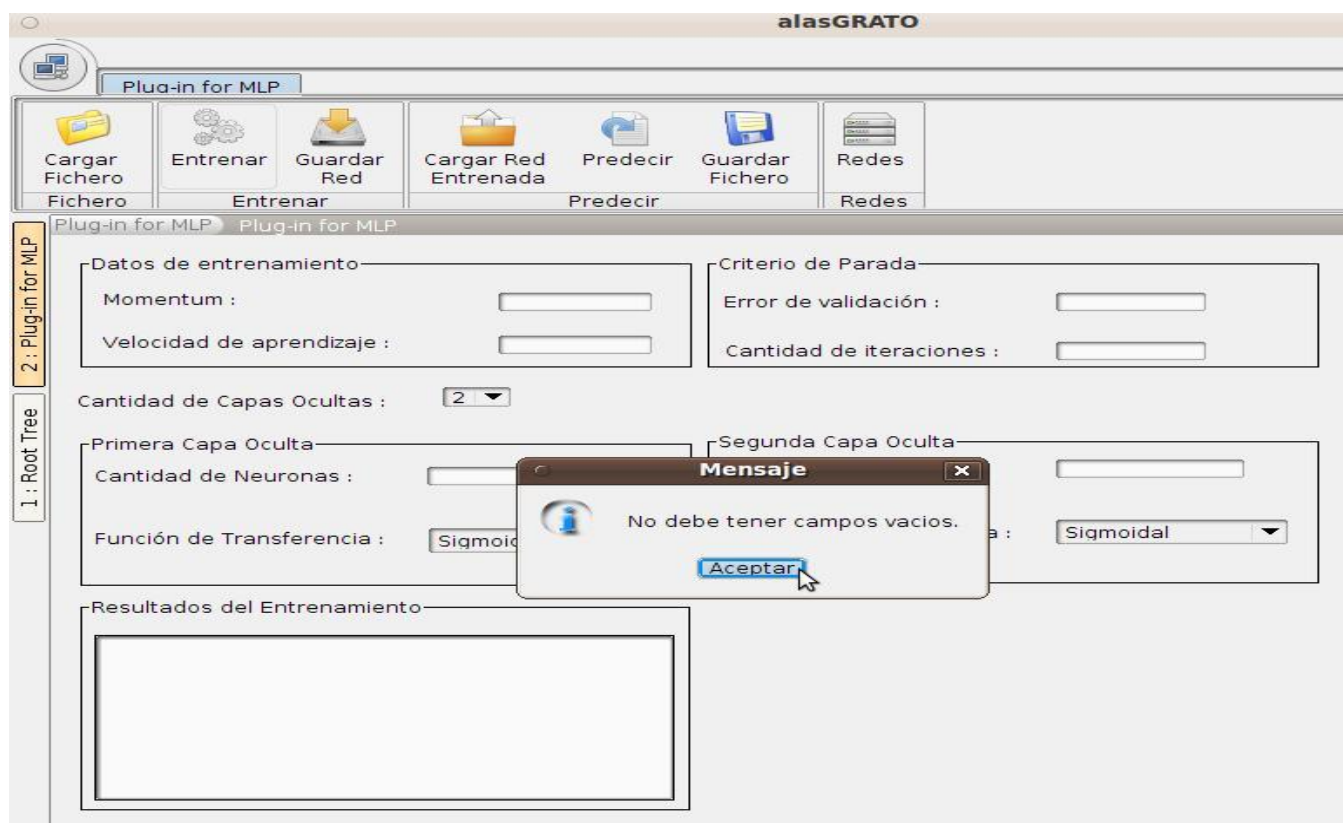 alasGRATO
Plug-in for MLP
Cargar Fichero
Entrenar
Guardar Red
Cargar Red Entrenada
Predecir
Guardar Fichero
Redes
Fichero
Entrenar
Predecir
Redes
Plug-in for MLP
Plug-in for MLP
2 : Plug-in for MLP
1 : Root Tree
Datos de entrenamiento
Momentum :
Velocidad de aprendizaje :
Criterio de Parada
Error de validación :
Cantidad de iteraciones :
Cantidad de Capas Ocultas :
2
Primera Capa Oculta
Cantidad de Neuronas :
Función de Transferencia :
Segunda Capa Oculta
a :
Sigmoidal
Mensaje
No debe tener campos vacios.
Aceptar
Resultados del Entrenamiento